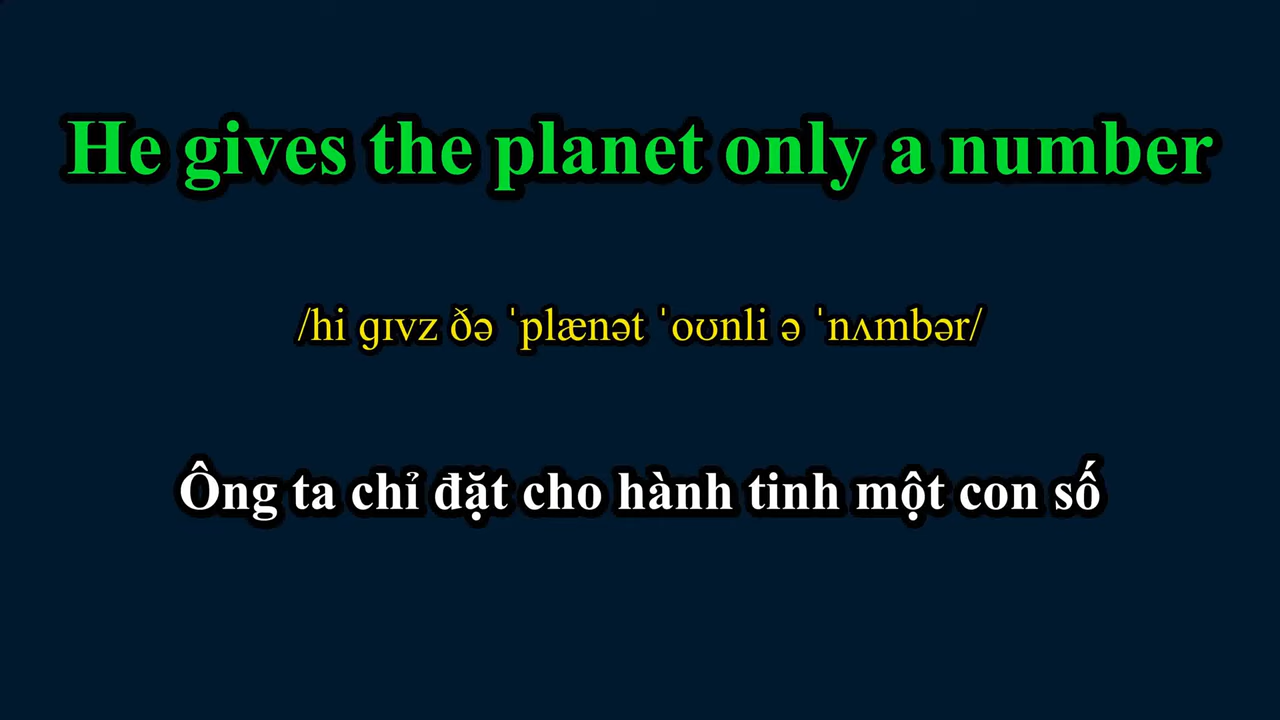 He gives the planet only a number
/hi ɡɪvz ðə ˈplænət ˈoʊnli ə ˈnʌmbər/
Ông ta chỉ đặt cho hành tinh một con số